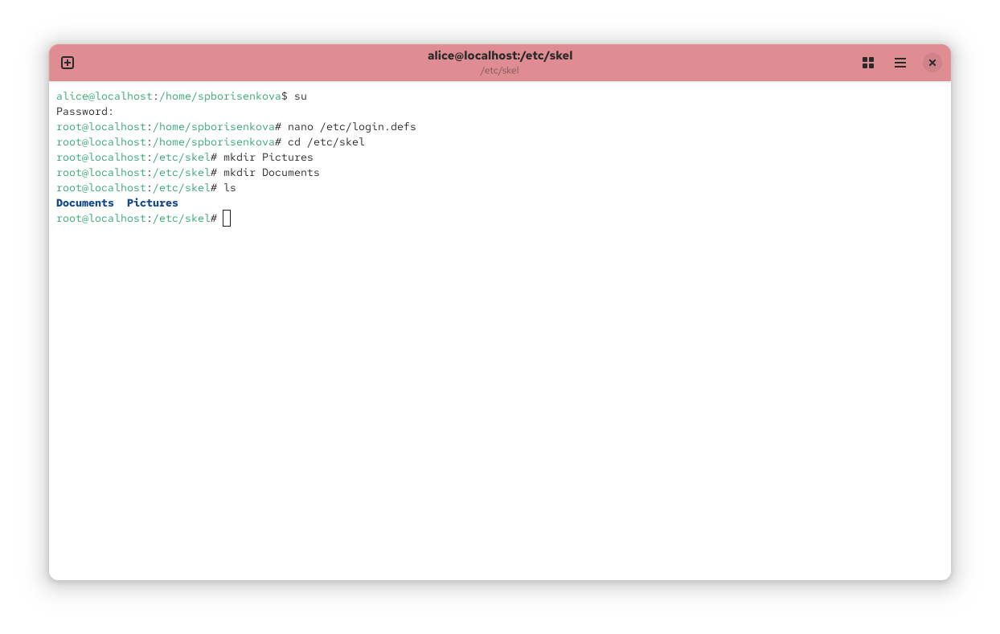 alice@localhost:/etc/skel
/etc/skel
alice@localhost:/home/spborisenkova$ su
Password:
root@localhost:/home/spborisenkova# nano /etc/login.defs
root@localhost:/home/spborisenkova# cd /etc/skel
root@localhost:/etc/skel# mkdir Pictures
root@localhost:/etc/skel# mkdir Documents
root@localhost:/etc/skel# ls
Documents  Pictures
root@localhost:/etc/skel#